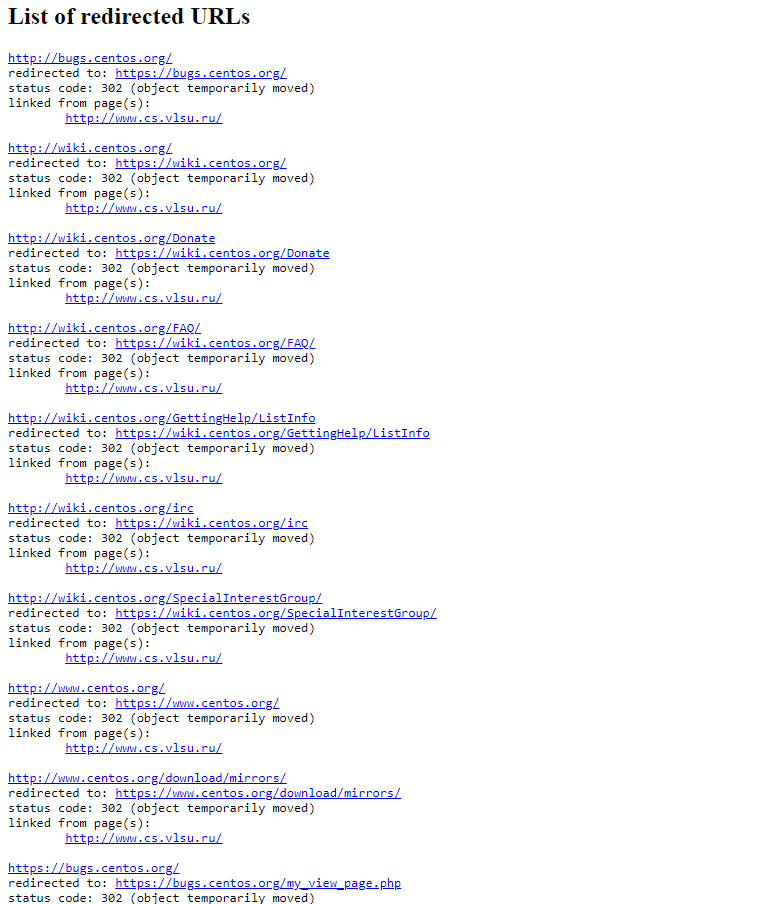 List of redirected URLs
http://bugs.centos.org/
redirected to: https://bugs.centos.org/
status code: 302 (object temporarily moved)
linked from page(s):
http://www.cs.vlsu.ru/
http://wiki.centos.org/
redirected to: https://wiki.centos.org/
status code: 302 (object temporarily moved)
linked from page(s):
http://www.cs.vlsu.ru/
http://wiki.centos.org/Donate
redirected to: https://wiki.centos.org/Donate
status code: 302 (object temporarily moved)
linked from page(s):
http://www.cs.vlsu.ru/
http://wiki.centos.org/FAQ/
redirected to: https://wiki.centos.org/FAQ/
status code: 302 (object temporarily moved)
linked from page(s):
http://www.cs.vlsu.ru/
http://wiki.centos.org/GettingHelp/ListInfo
redirected to: https://wiki.centos.org/GettingHelp/ListInfo
status code: 302 (object temporarily moved)
linked from page(s):
http://www.cs.vlsu.ru/
http://wiki.centos.org/irc
redirected to: https://wiki.centos.org/irc
status code: 302 (object temporarily moved)
linked from page(s):
http://www.cs.vlsu.ru/
http://wiki.centos.org/SpecialInterestGroup/
redirected to: https://wiki.centos.org/SpecialInterestGroup/
status code: 302 (object temporarily moved)
linked from page(s):
http://www.cs.vlsu.ru/
http://www.centos.org/
redirected to: https://www.centos.org/
status code: 302 (object temporarily moved)
linked from page(s):
http://www.cs.vlsu.ru/
http://www.centos.org/download/mirrors/
redirected to: https://www.centos.org/download/mirrors/
status code: 302 (object temporarily moved)
linked from page(s):
http://www.cs.vlsu.ru/
https://bugs.centos.org/
redirected to: https://bugs.centos.org/my_view_page.php
status code: 302 (object temporarily moved)